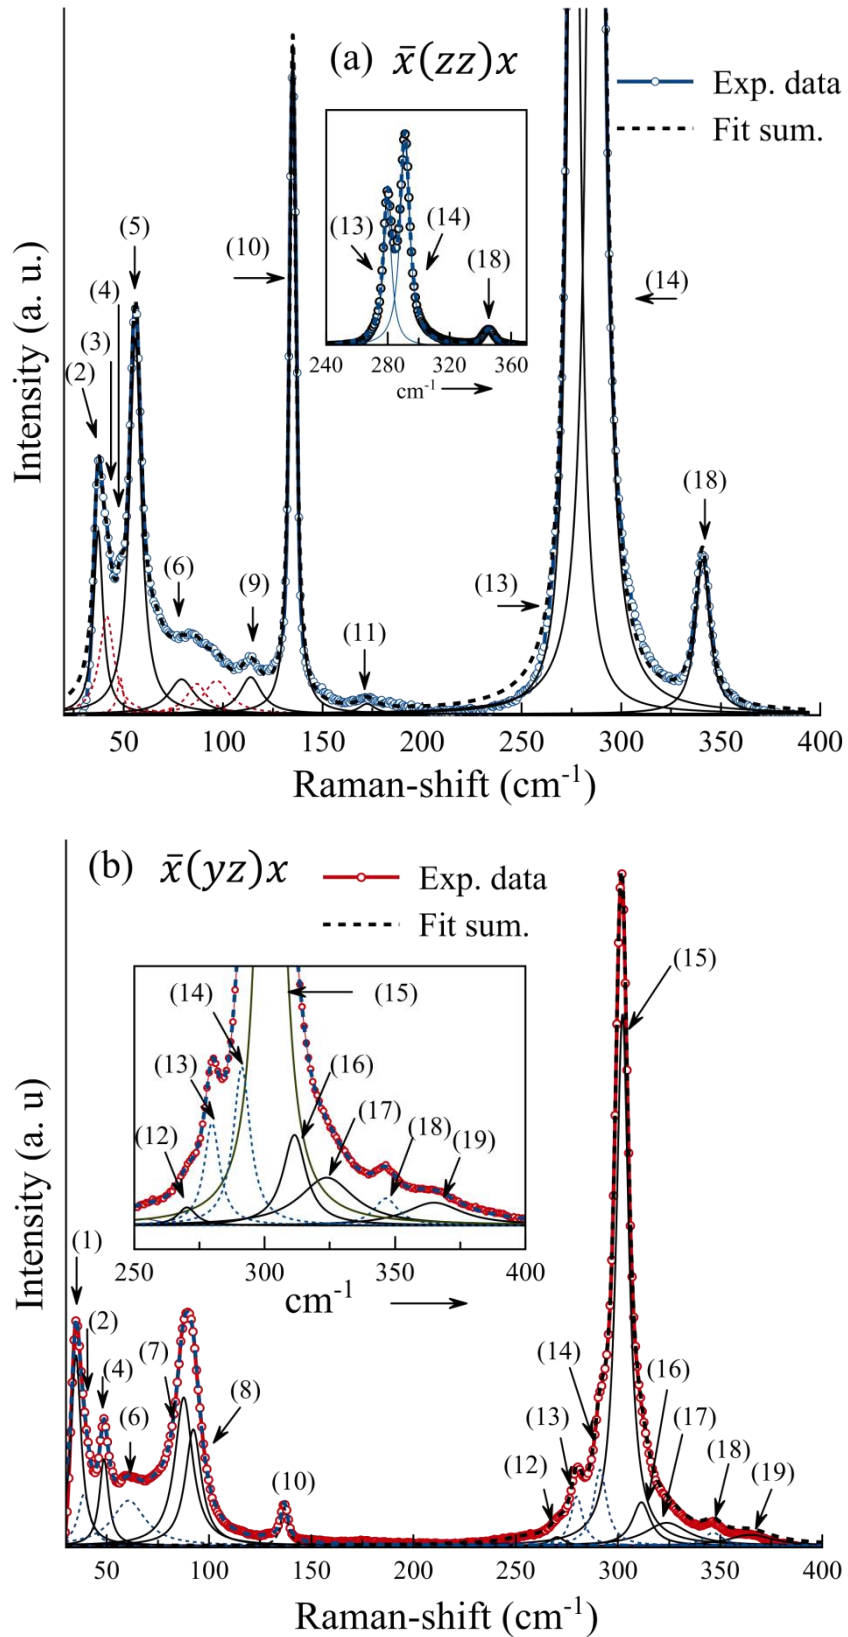 (a) x̄(zz)x
Exp. data
Fit sum.
Intensity (a. u.)
(2)
(3)
(4)
(5)
(6)
(9)
(10)
(11)
(13)
(14)
(18)
(13)
(14)
(18)
240 280 320 360
cm-1
50 100 150 200 250 300 350 400
Raman-shift (cm-1)
(b) x̄(yz)x
Exp. data
Fit sum.
Intensity (a. u)
(12)
(13)
(14)
(15)
(16)
(17)
(18)
(19)
250 300 350 400
cm-1
(1)
(2)
(4)
(6)
(7)
(8)
(10)
(12)
(13)
(14)
(15)
(16)
(17)
(18)
(19)
50 100 150 200 250 300 350 400
Raman-shift (cm-1)